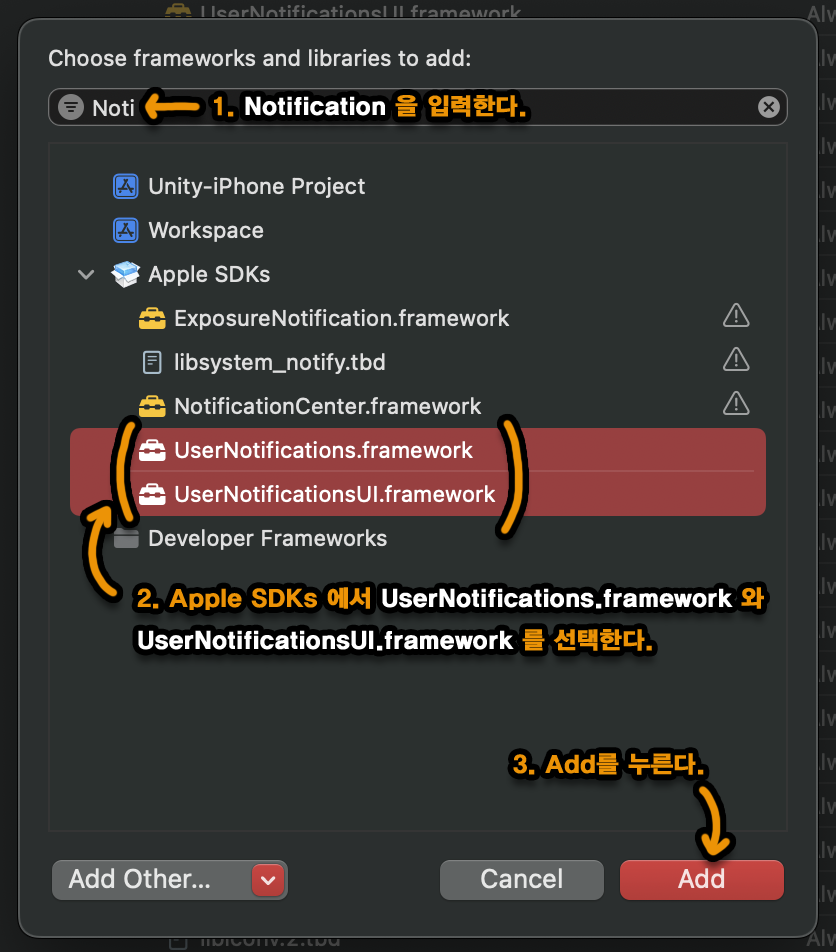 UserNotificationsUI.framework
Choose frameworks and libraries to add:
Noti 1. Notification 을 입력한다.
Unity-iPhone Project
Workspace
Apple SDKs
ExposureNotification.framework
libsystem_notify.tbd
NotificationCenter.framework
UserNotifications.framework
UserNotificationsUI.framework
Developer Frameworks
2. Apple SDKs 에서 UserNotifications.framework 와
UserNotificationsUI.framework 를 선택한다.
3. Add를 누른다.
Add Other...
Cancel
Add
libiconv.2.tbd